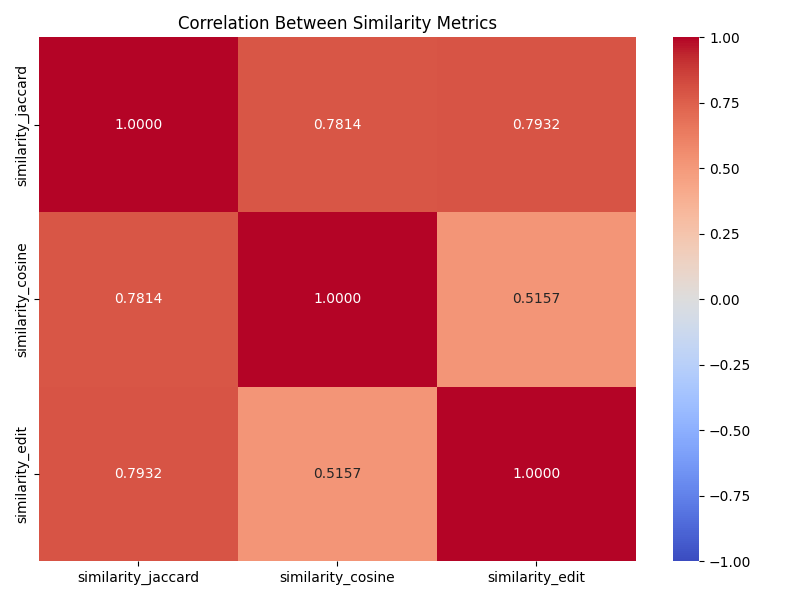 Correlation Between Similarity Metrics
similarity_jaccard
1.0000
0.7814
0.7932
similarity_cosine
0.7814
1.0000
0.5157
similarity_edit
0.7932
0.5157
1.0000
similarity_jaccard
similarity_cosine
similarity_edit
1.00
0.75
0.50
0.25
0.00
−0.25
−0.50
−0.75
−1.00